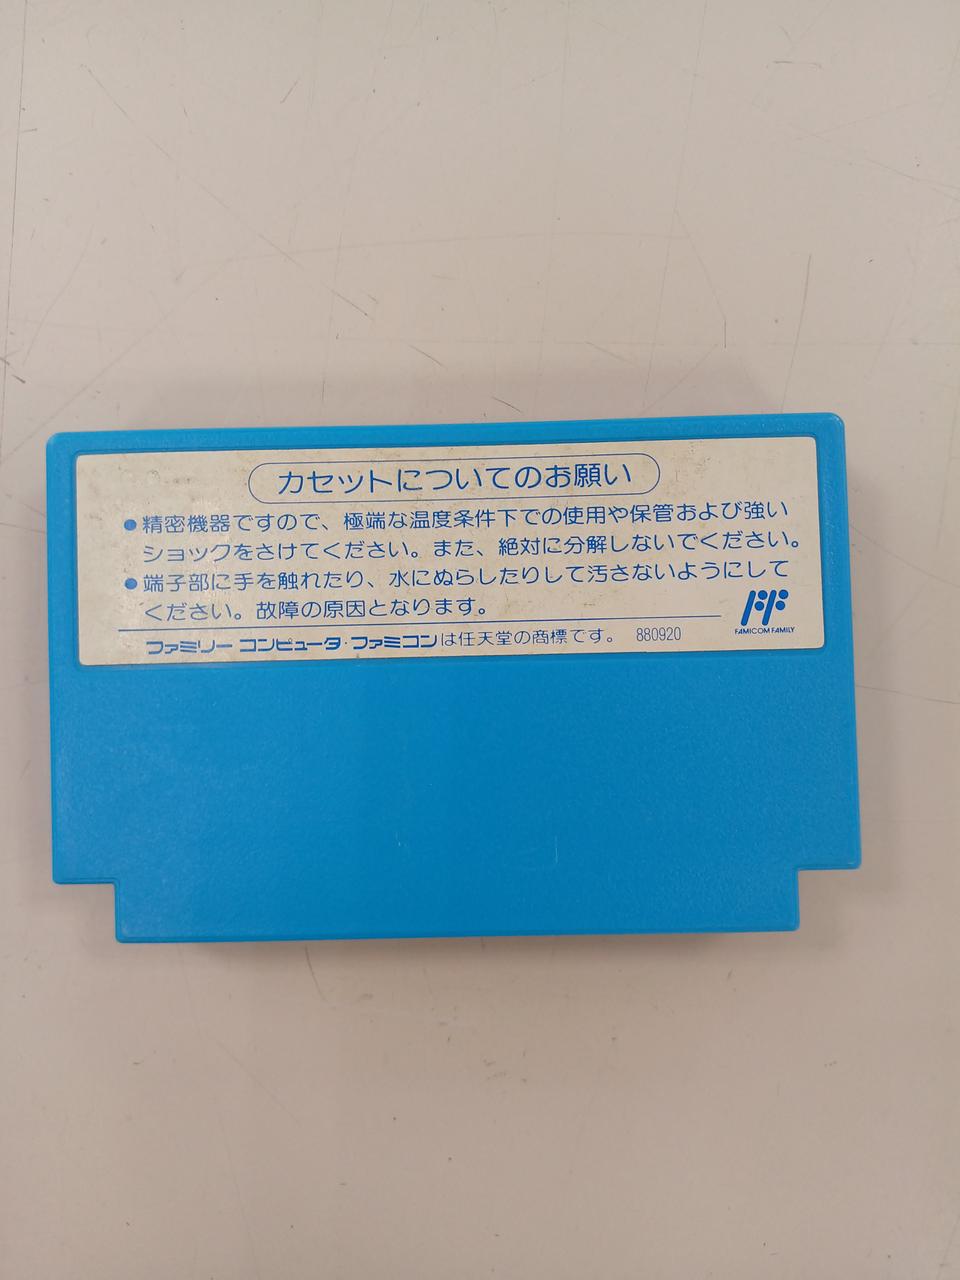 カセットについてのお願い
●精密機器ですので、極端な温度条件下での使用や保管および強い
ショックをさけてください。また、絶対に分解しないでください。
●端子部に手を触れたり、水にぬらしたりして汚さないようにして
ください。故障の原因となります。
ファミリーコンピュータ・ファミコンは任天堂の商標です。 880920
FAMICOM FAMILY